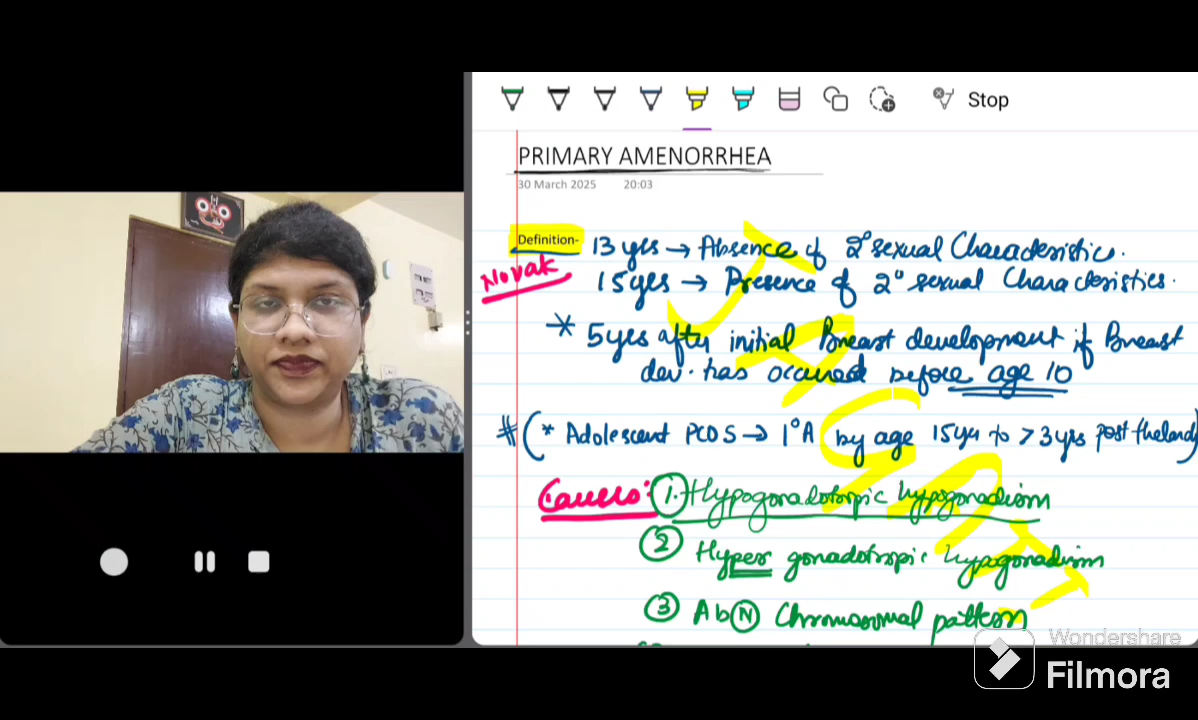 Stop
PRIMARY AMENORRHEA
30 March 2025 20:03
Definition- 13 yrs → Absence of 2° sexual Characteristics.
Novak 15 yrs → Presence of 2° sexual Characteristics.
* 5 yrs after initial Breast development if Breast
dev. has occured before age 10
# (* Adolescent PCOS → 1°A by age 15 yrs to > 3 yrs post thelarche)
Causes: 1. Hypogonadotropic hypogonadism
2 Hyper gonadotropic hypogonadism
3 Ab N Chromosomal pattern
JAGRITI
Wondershare
Filmora